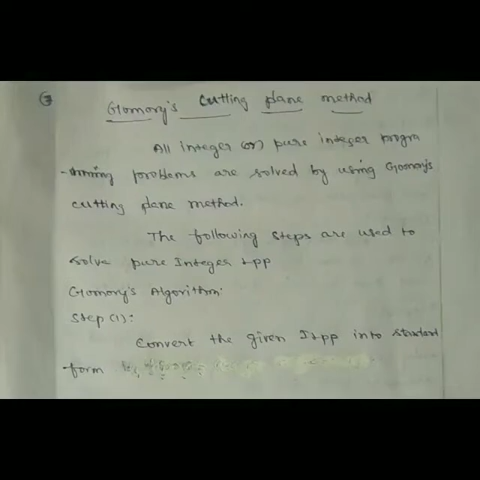 Gomory's Cutting plane method
All integer (or) pure integer progra
-mming problems are solved by using Gomory's
cutting plane method.
The following steps are used to
solve pure Integer Lpp
Gomory's Algorithm:
Step (1):
Convert the given ILpp into standard
form